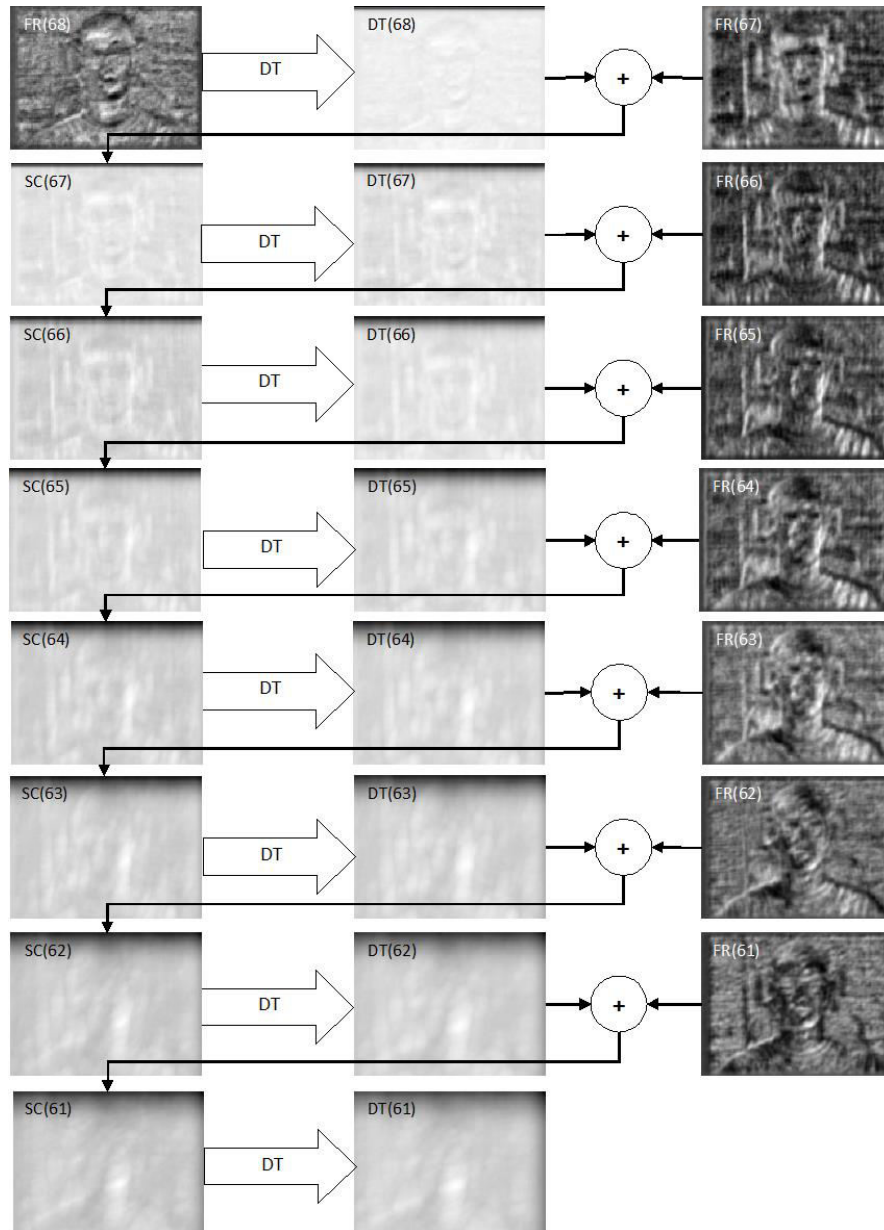 FR(68)
DT
DT(68)
+
FR(67)
SC(67)
DT
DT(67)
+
FR(66)
SC(66)
DT
DT(66)
+
FR(65)
SC(65)
DT
DT(65)
+
FR(64)
SC(64)
DT
DT(64)
+
FR(63)
SC(63)
DT
DT(63)
+
FR(62)
SC(62)
DT
DT(62)
+
FR(61)
SC(61)
DT
DT(61)